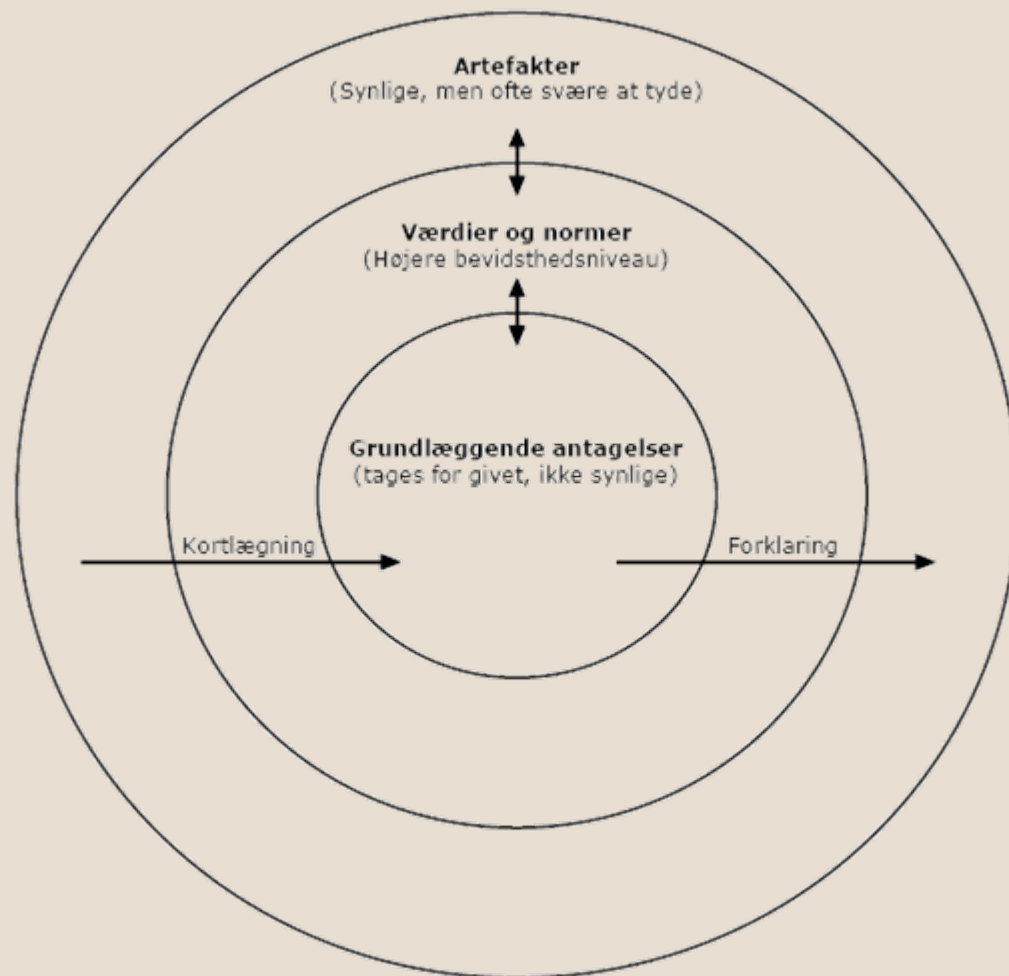 Artefakter
(Synlige, men ofte svære at tyde)
Værdier og normer
(Højere bevidsthedsniveau)
Grundlæggende antagelser
(tages for givet, ikke synlige)
Kortlægning
Forklaring